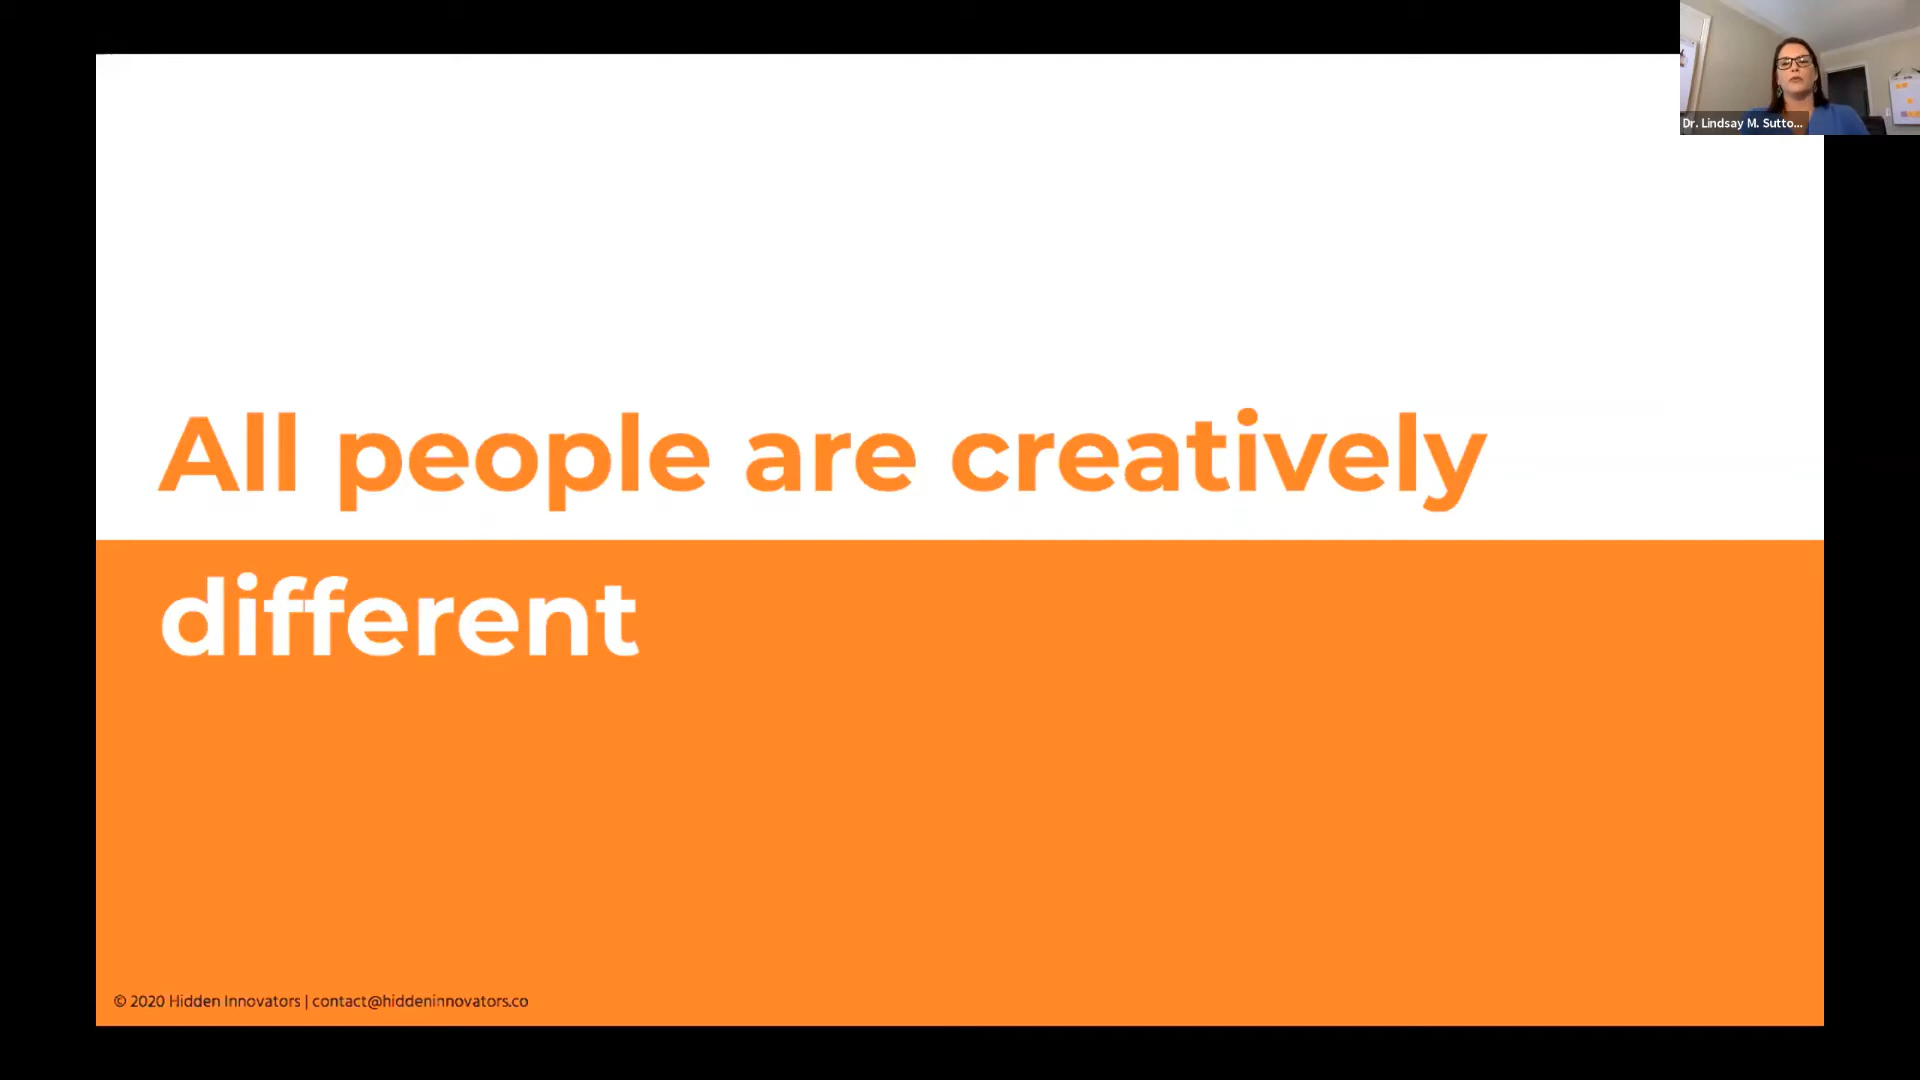 Dr. Lindsay M. Sutto...
All people are creatively
different
© 2020 Hidden Innovators | contact@hiddeninnovators.co